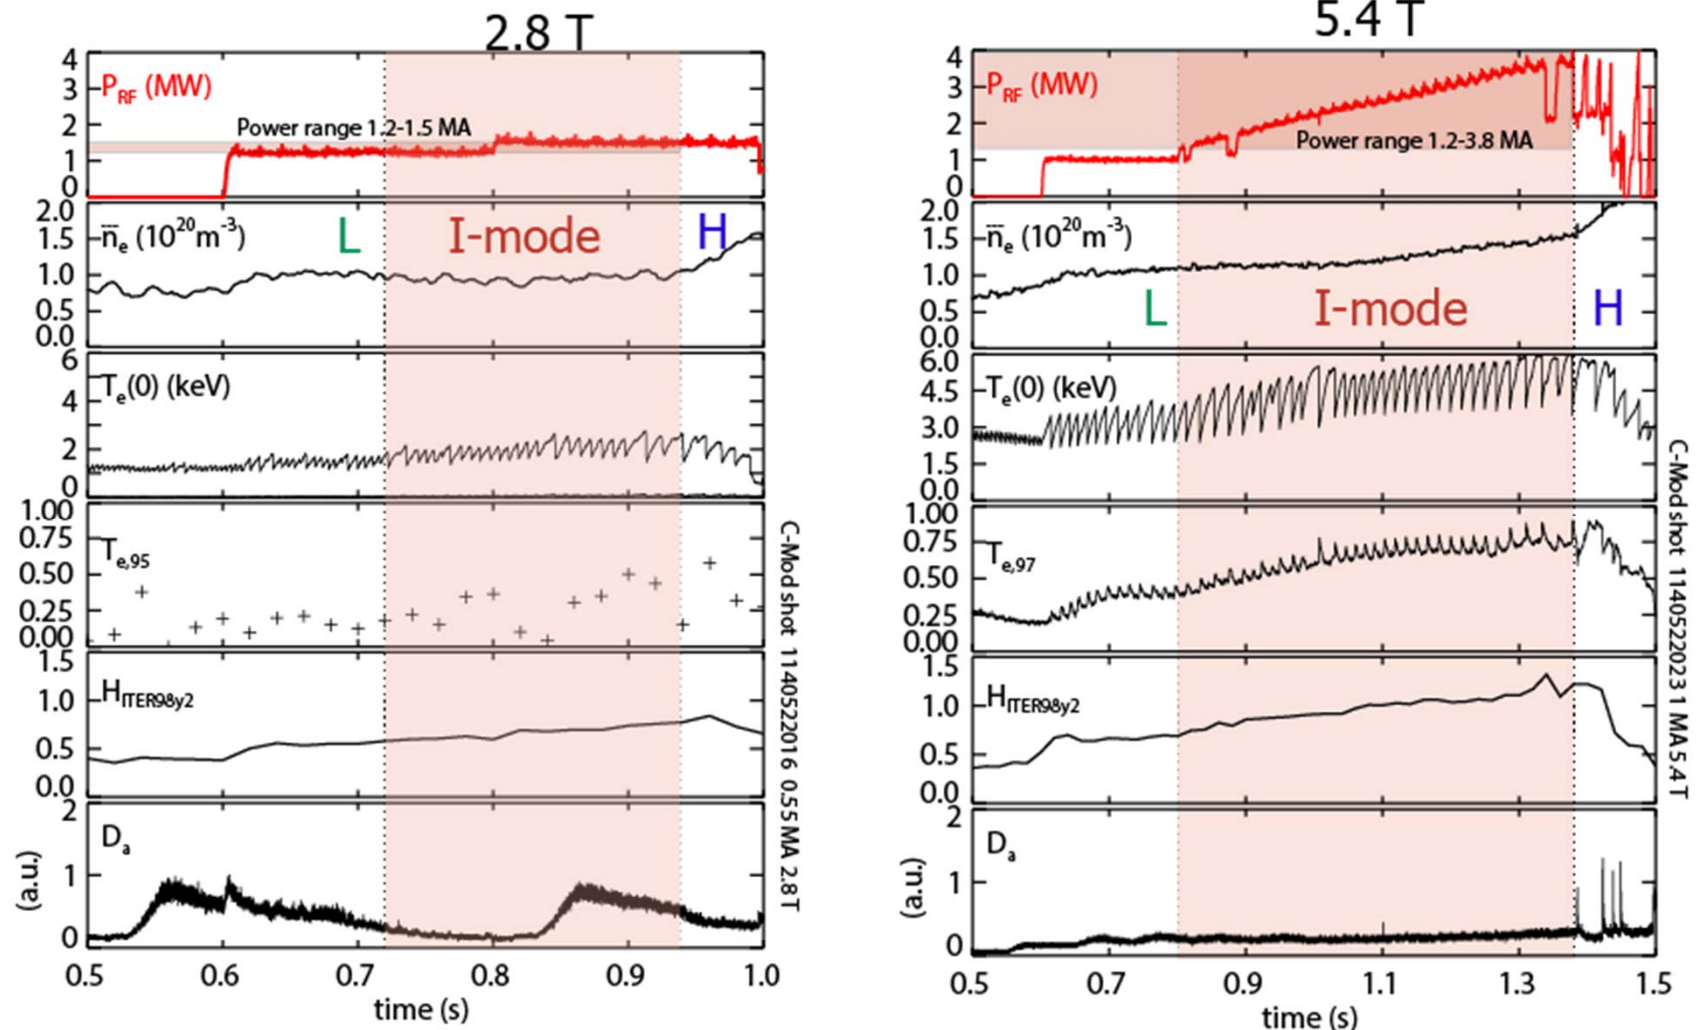 2.8 T
4
3
2
1
0
P_RF (MW)
Power range 1.2-1.5 MA
2.0
1.5
1.0
0.5
0.0
n̅_e (10^20 m^-3)
L
I-mode
H
6
4
2
0
T_e(0) (keV)
1.00
0.75
0.50
0.25
0.00
T_e,95
1.5
1.0
0.5
0.0
H_ITER98y2
2
1
0
D_a
(a.u.)
0.5 0.6 0.7 0.8 0.9 1.0
time (s)
C-Mod shot 1140522016 0.55 MA 2.8 T
5.4 T
4
3
2
1
0
P_RF (MW)
Power range 1.2-3.8 MA
2.0
1.5
1.0
0.5
0.0
n̅_e (10^20 m^-3)
L
I-mode
H
6.0
4.5
3.0
1.5
0.0
T_e(0) (keV)
1.00
0.75
0.50
0.25
0.00
T_e,97
1.5
1.0
0.5
0.0
H_ITER98y2
2
1
0
D_a
(a.u.)
0.5 0.7 0.9 1.1 1.3 1.5
time (s)
C-Mod shot 1140522023 1 MA 5.4 T